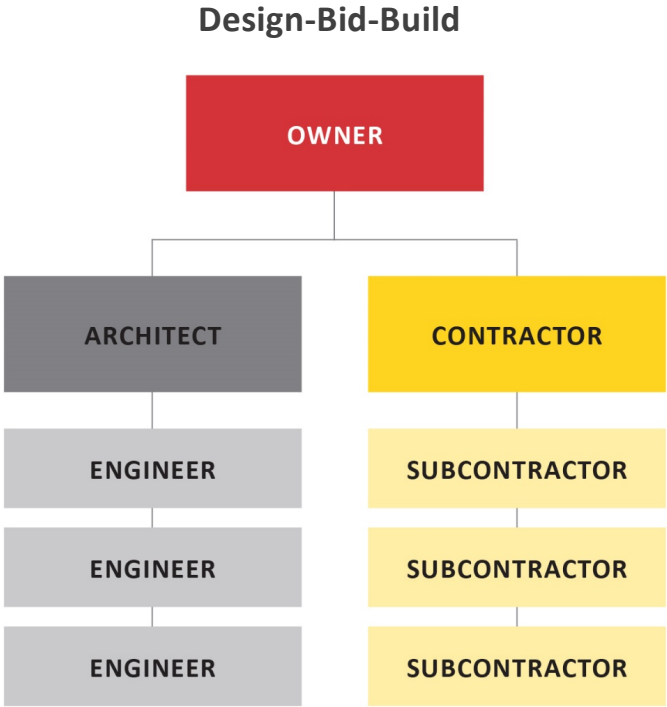 Design-Bid-Build
OWNER
ARCHITECT
CONTRACTOR
ENGINEER
SUBCONTRACTOR
ENGINEER
SUBCONTRACTOR
ENGINEER
SUBCONTRACTOR